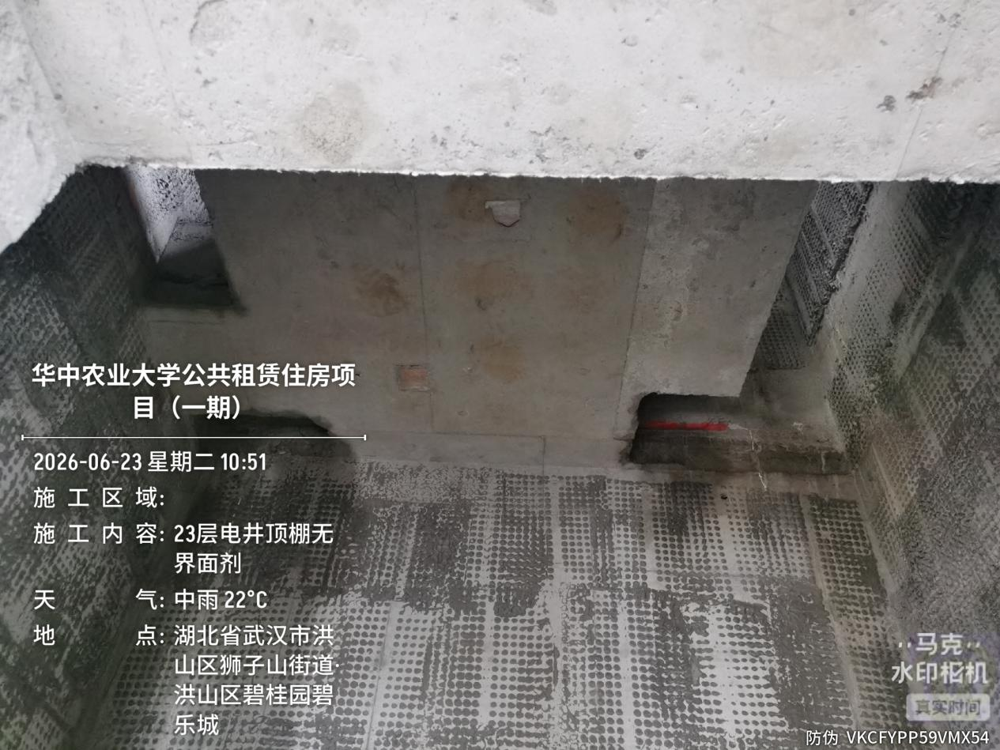 华中农业大学公共租赁住房项
目（一期）
2026-06-23 星期二 10:51
施工区域:
施工内容: 23层电井顶棚无
界面剂
天气: 中雨 22°C
地点: 湖北省武汉市洪
山区狮子山街道·
洪山区碧桂园碧
乐城
马克
水印相机
真实时间
防伪 VKCFYPP59VMX54